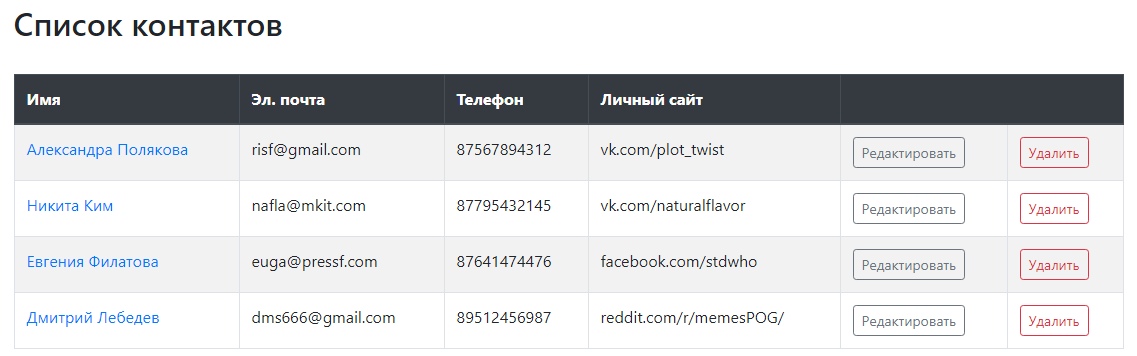 Список контактов
Имя Эл. почта Телефон Личный сайт
Александра Полякова risf@gmail.com 87567894312 vk.com/plot_twist Редактировать Удалить
Никита Ким nafla@mkit.com 87795432145 vk.com/naturalflavor Редактировать Удалить
Евгения Филатова euga@pressf.com 87641474476 facebook.com/stdwho Редактировать Удалить
Дмитрий Лебедев dms666@gmail.com 89512456987 reddit.com/r/memesPOG/ Редактировать Удалить